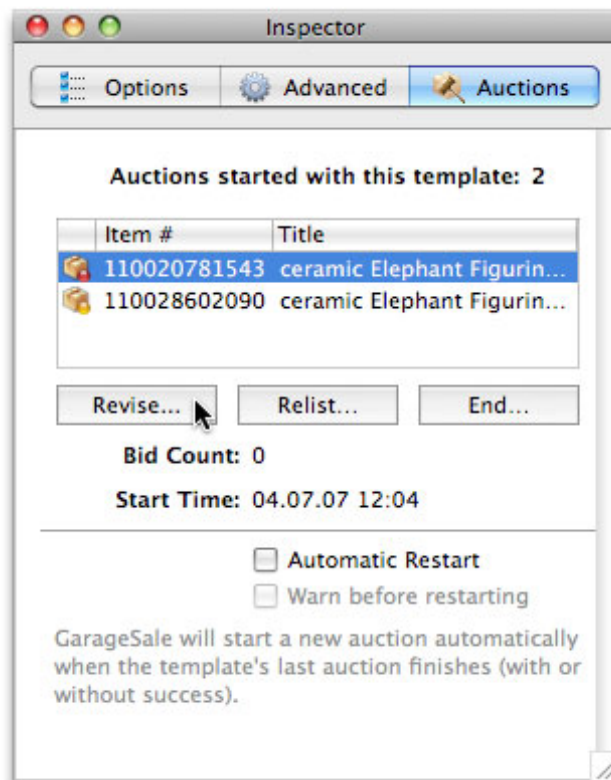 Inspector
Options Advanced Auctions
Auctions started with this template: 2
Item # Title
110020781543 ceramic Elephant Figurin...
110028602090 ceramic Elephant Figurin...
Revise... Relist... End...
Bid Count: 0
Start Time: 04.07.07 12:04
Automatic Restart
Warn before restarting
GarageSale will start a new auction automatically
when the template's last auction finishes (with or
without success).